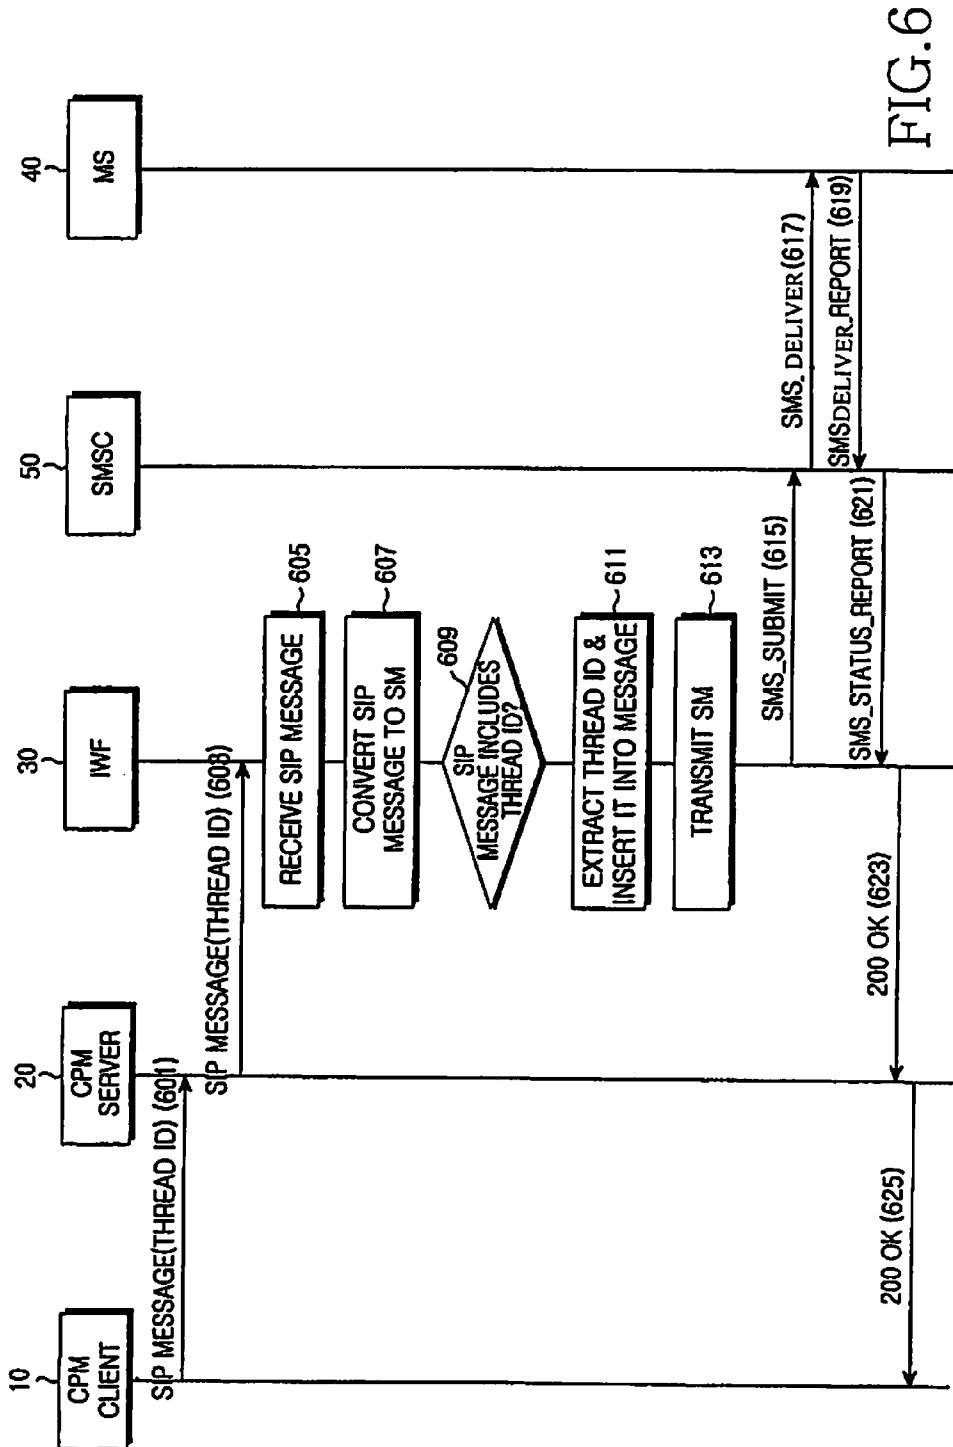 10
CPM
CLIENT
20
CPM
SERVER
30
IWF
50
SMSC
40
MS
SIP MESSAGE(THREAD ID) (601)
SIP MESSAGE(THREAD ID) (608)
RECEIVE SIP MESSAGE
605
CONVERT SIP
MESSAGE TO SM
607
SIP
MESSAGE INCLUDES
THREAD ID?
609
EXTRACT THREAD ID &
INSERT IT INTO MESSAGE
611
TRANSMIT SM
613
SMS_SUBMIT (615)
SMS_DELIVER (617)
SMSDELIVER_REPORT (619)
SMS_STATUS_REPORT (621)
200 OK (623)
200 OK (625)
FIG.6